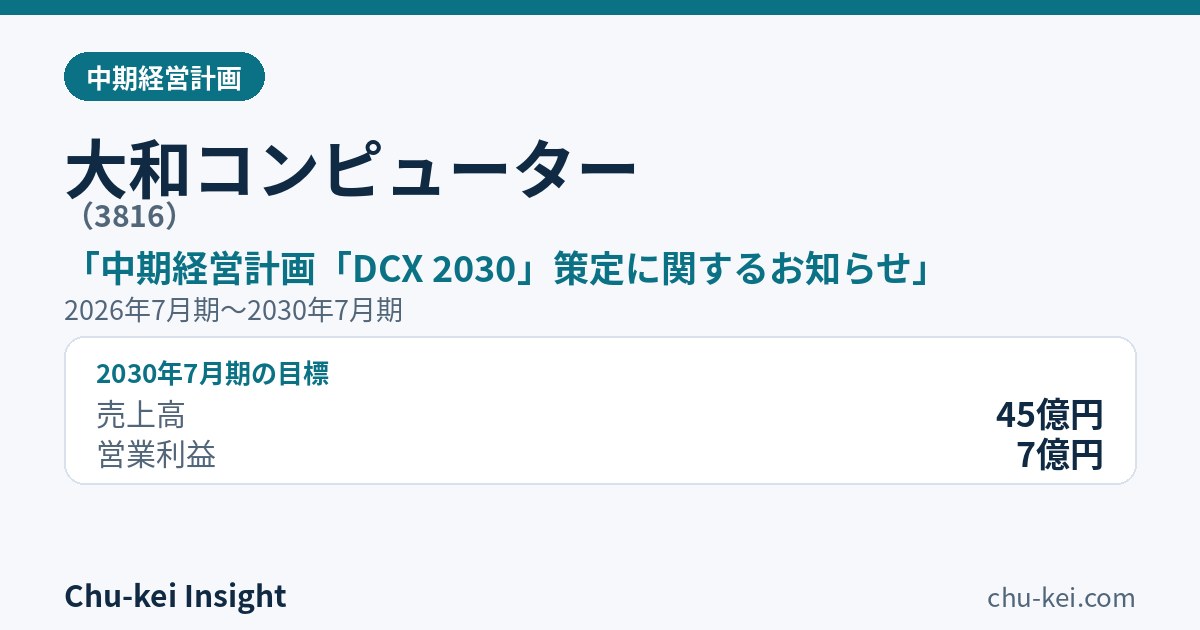 中期経営計画
大和コンピューター
（3816）
「中期経営計画「DCX 2030」策定に関するお知らせ」
2026年7月期～2030年7月期
2030年7月期の目標
売上高 45億円
営業利益 7億円
Chu-kei Insight chu-kei.com